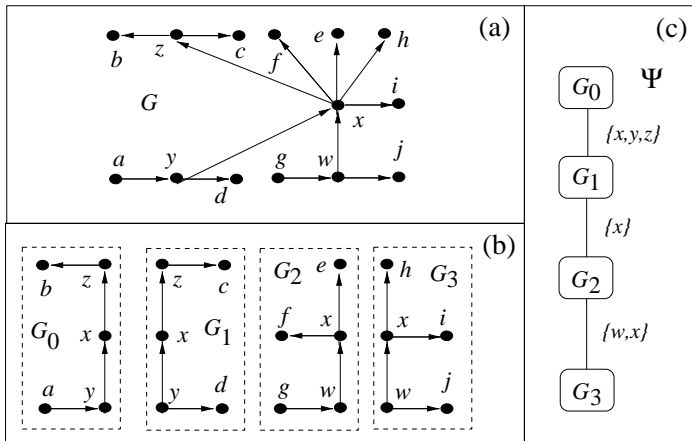 (a)
b z c f e h
G
x i
a y d g w j
(b)
b z z c G2 e h G3
G0 x x G1 f x x i
a y y d g w w j
(c)
Ψ
G0
{x,y,z}
G1
{x}
G2
{w,x}
G3